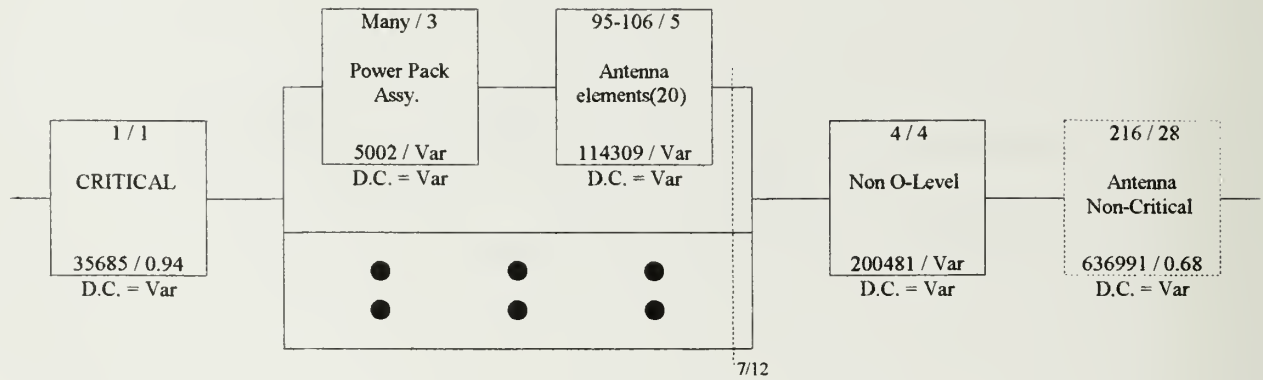 Many / 3
Power Pack
Assy.
5002 / Var
D.C. = Var
95-106 / 5
Antenna
elements(20)
114309 / Var
D.C. = Var
1 / 1
CRITICAL
35685 / 0.94
D.C. = Var
4 / 4
Non O-Level
200481 / Var
D.C. = Var
216 / 28
Antenna
Non-Critical
636991 / 0.68
D.C. = Var
7/12